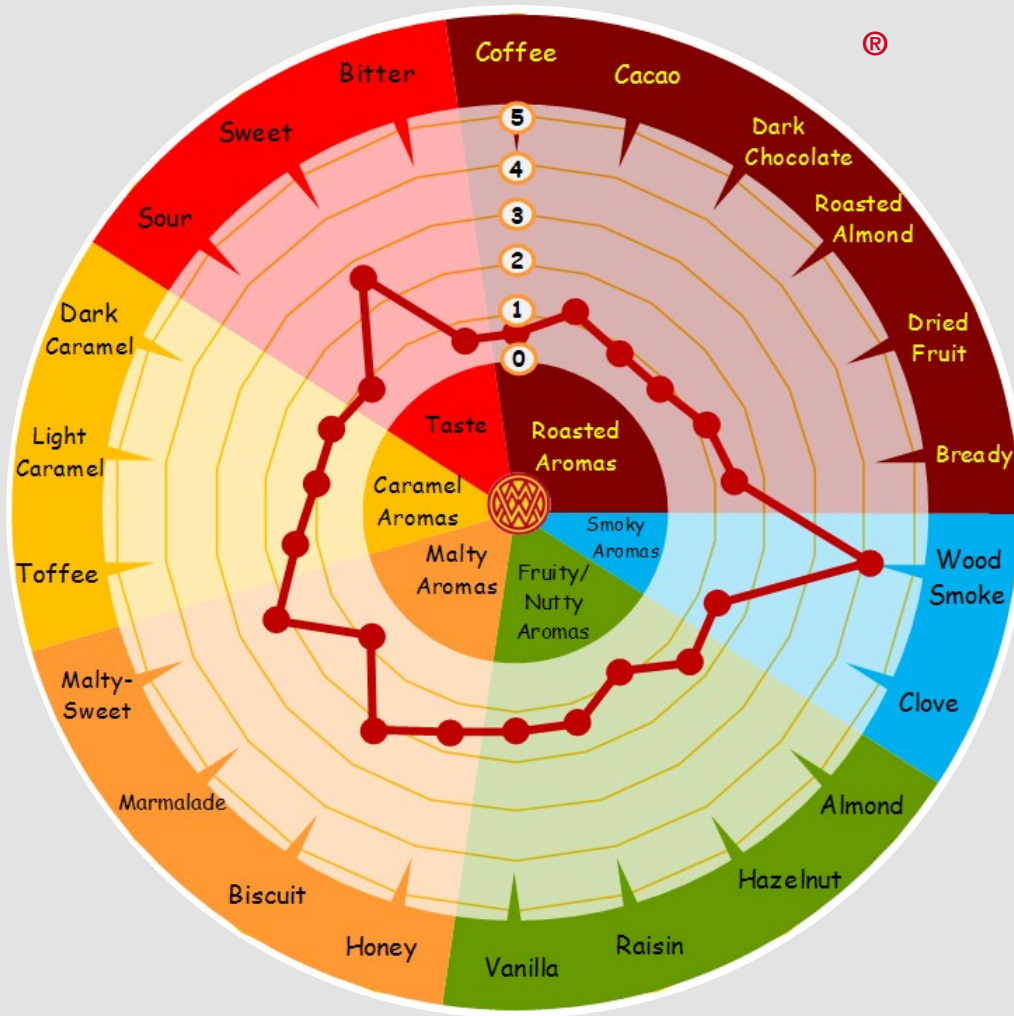 ®
Coffee
Cacao
Dark
Chocolate
Roasted
Almond
Dried
Fruit
Bready
Wood
Smoke
Clove
Almond
Hazelnut
Raisin
Vanilla
Honey
Biscuit
Marmalade
Malty-
Sweet
Toffee
Light
Caramel
Dark
Caramel
Sour
Sweet
Bitter
5
4
3
2
1
0
Taste
Roasted
Aromas
Caramel
Aromas
Smoky
Aromas
Malty
Aromas
Fruity/
Nutty
Aromas